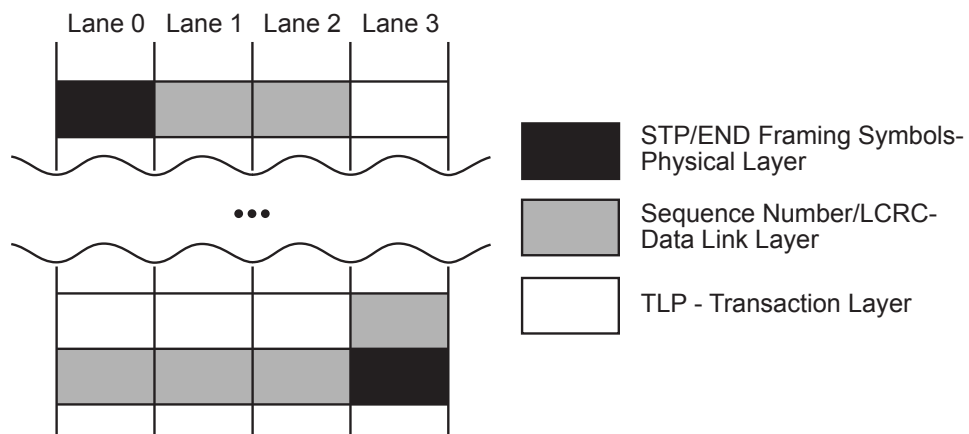 Lane 0 Lane 1 Lane 2 Lane 3
STP/END Framing Symbols-
Physical Layer
Sequence Number/LCRC-
Data Link Layer
TLP - Transaction Layer